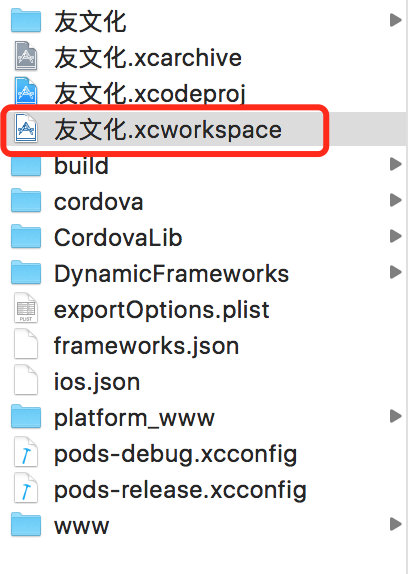 友文化
友文化.xcarchive
友文化.xcodeproj
友文化.xcworkspace
build
cordova
CordovaLib
DynamicFrameworks
exportOptions.plist
frameworks.json
ios.json
platform_www
pods-debug.xcconfig
pods-release.xcconfig
www